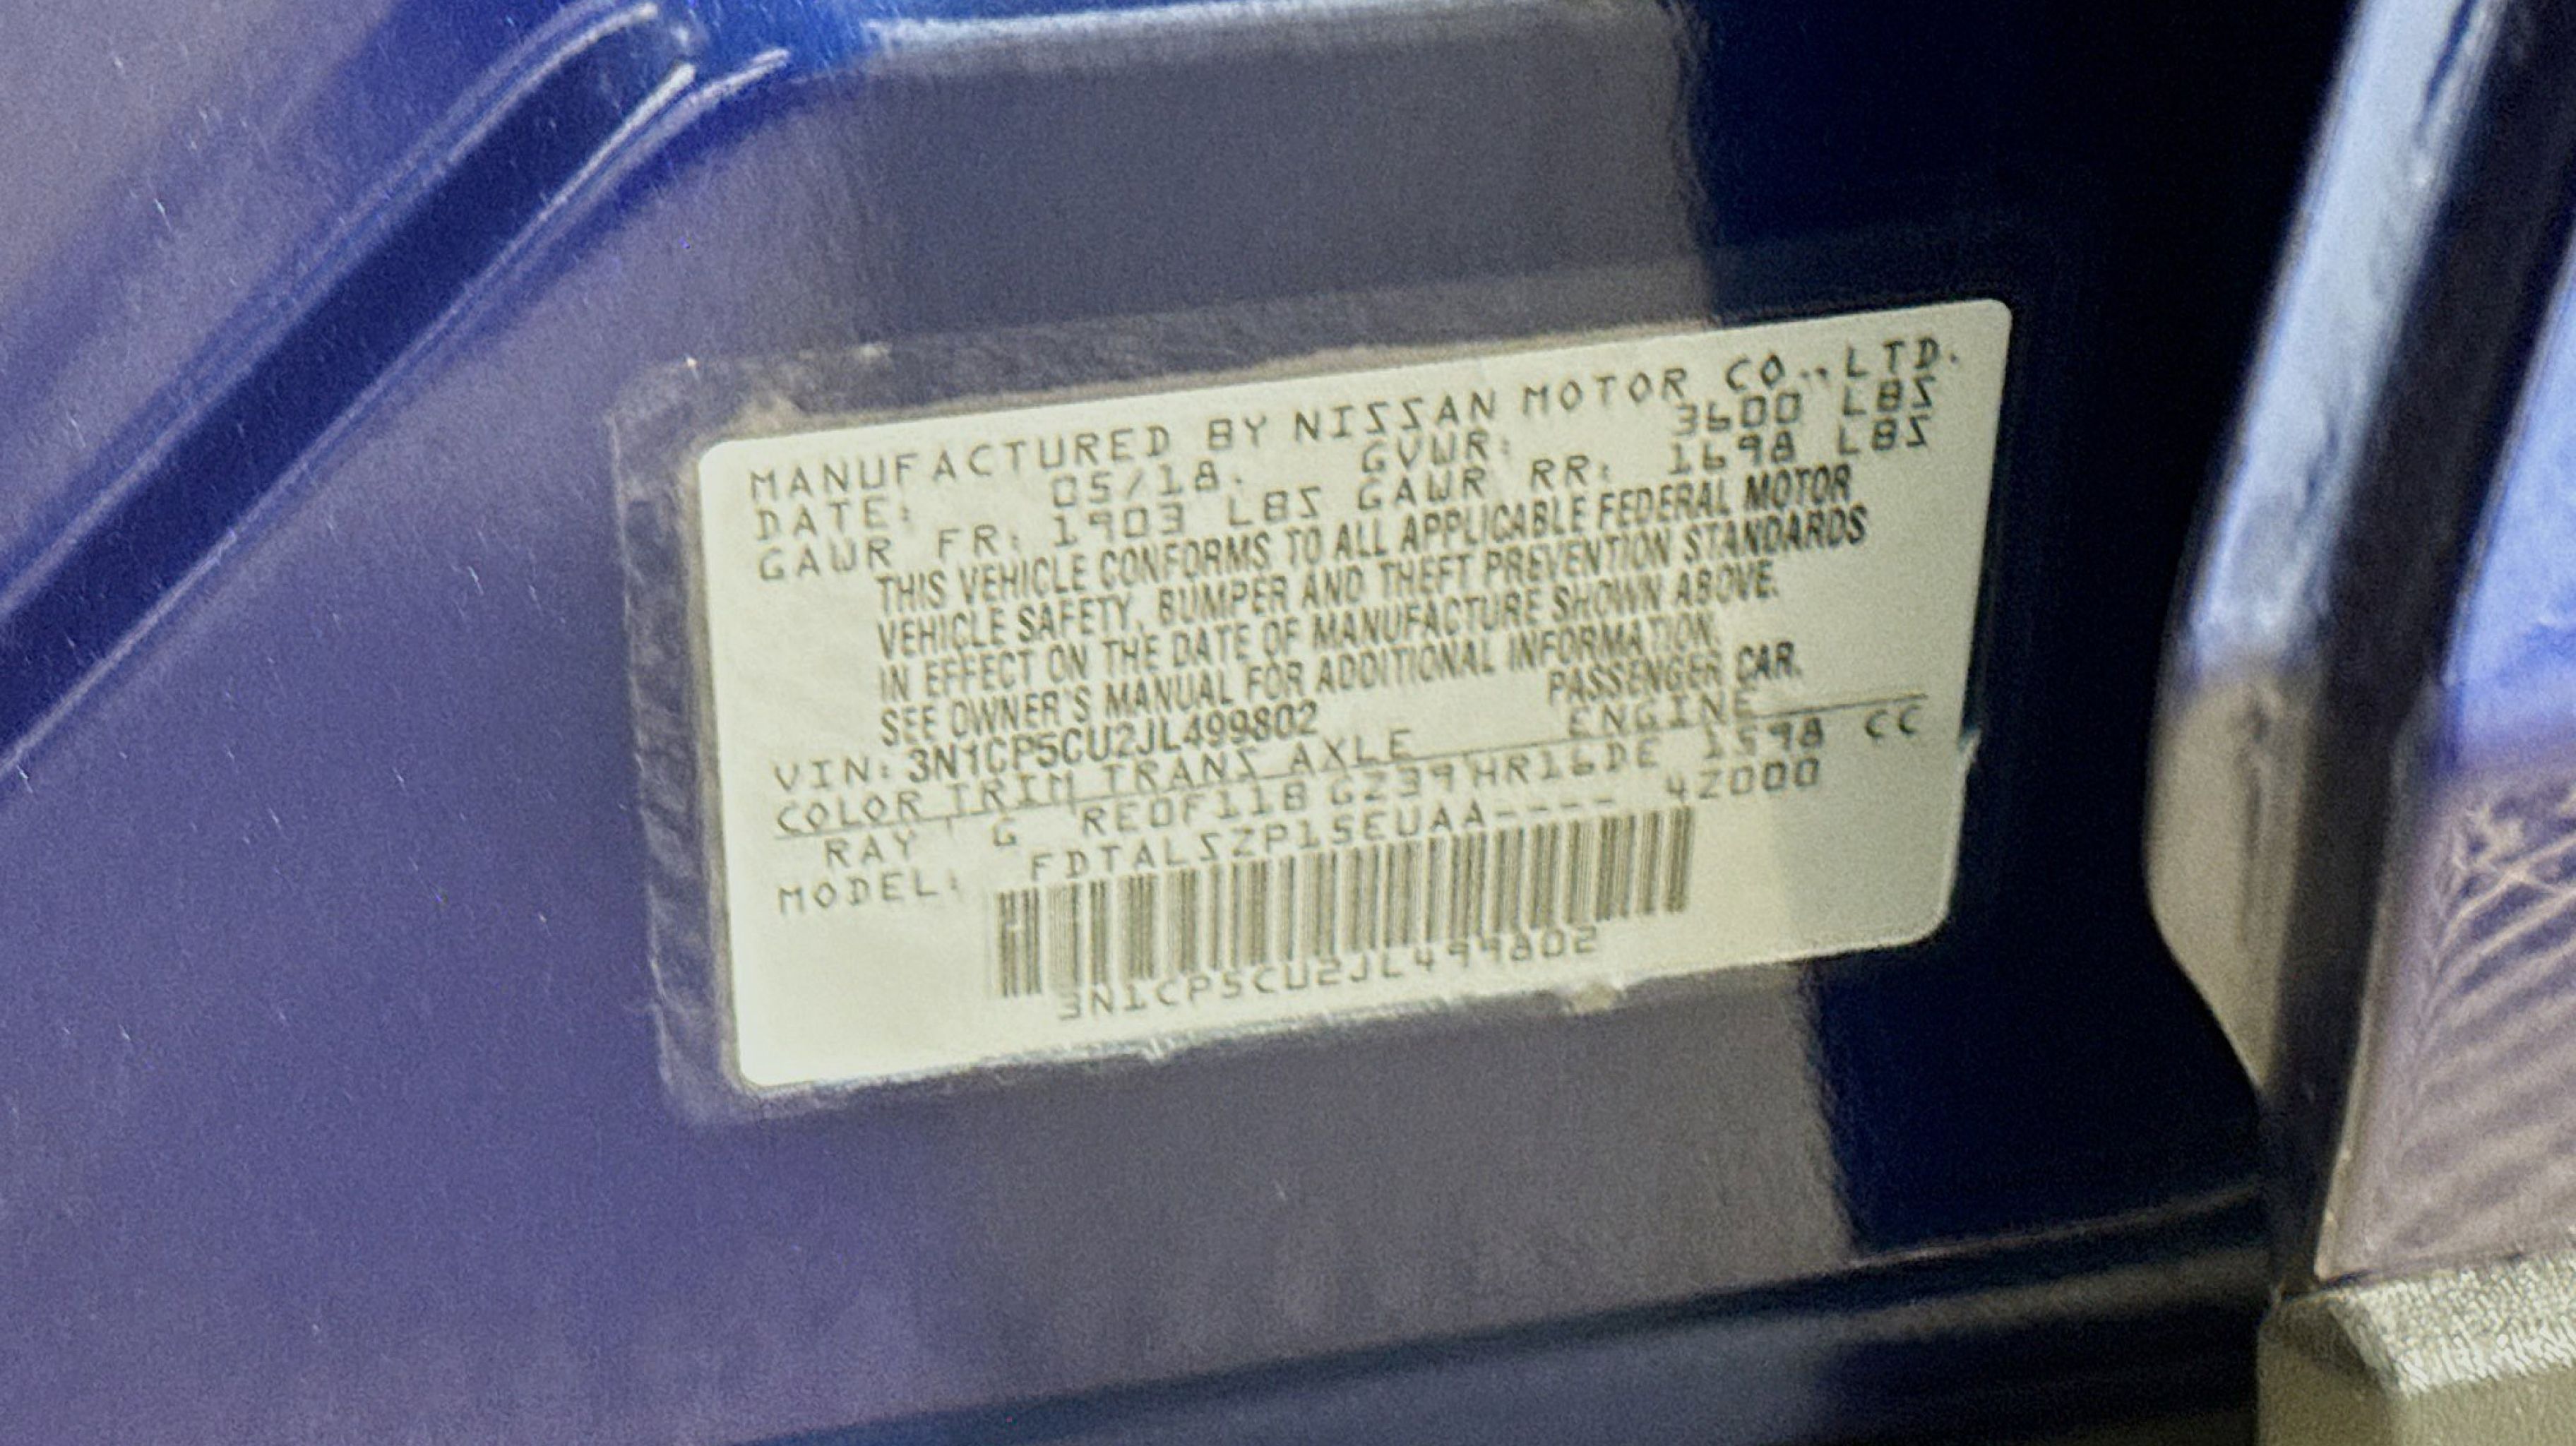 MANUFACTURED BY NISSAN MOTOR CO.,LTD.
DATE: 05/18. GVWR: 3600 LBS
GAWR FR: 1903 LBS GAWR RR: 1698 LBS
THIS VEHICLE CONFORMS TO ALL APPLICABLE FEDERAL MOTOR
VEHICLE SAFETY, BUMPER AND THEFT PREVENTION STANDARDS
IN EFFECT ON THE DATE OF MANUFACTURE SHOWN ABOVE.
SEE OWNER'S MANUAL FOR ADDITIONAL INFORMATION.
VIN: 3N1CP5CU2JL499802 PASSENGER CAR.
COLOR TRIM TRANS AXLE ENGINE
RAY G RE0F11B GZ39 HR16DE 1598 CC
MODEL: FDTALSZP15EUAA---- 4Z000
3N1CP5CU2JL499802